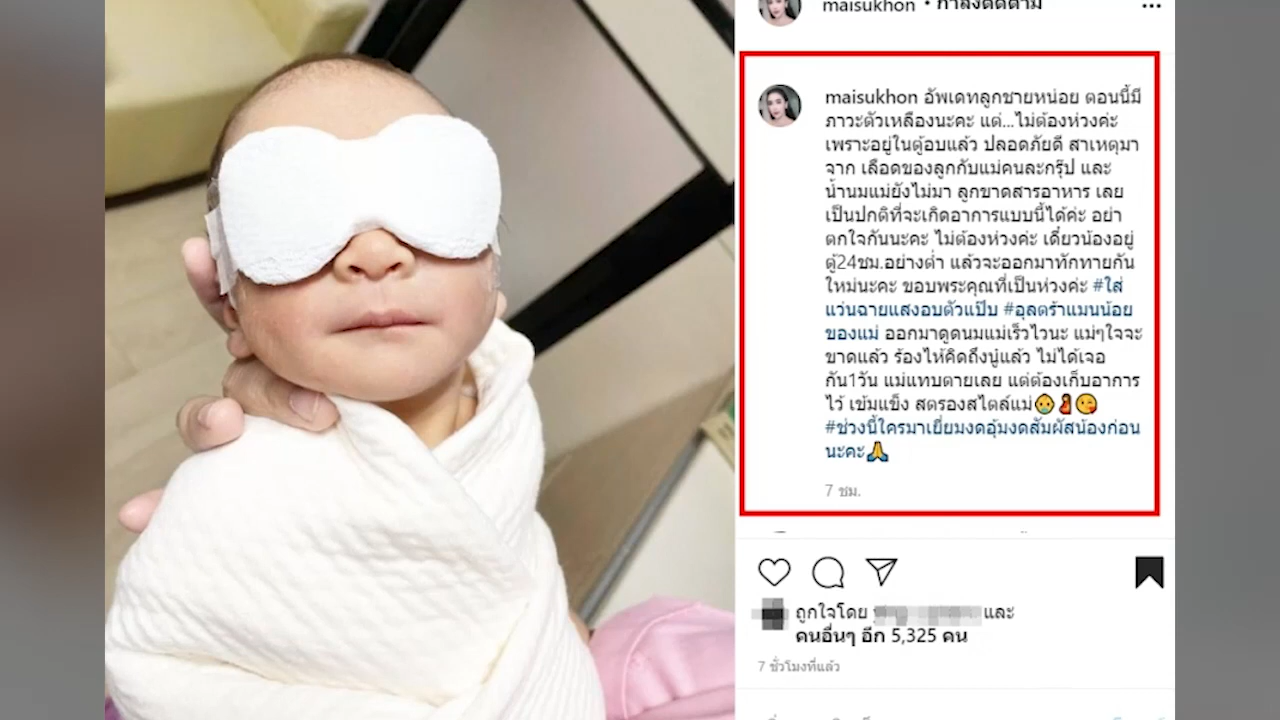 maisukhon • กำลังติดตาม
maisukhon อัพเดทลูกชายหน่อย ตอนนี้มี
ภาวะตัวเหลืองนะคะ แต่...ไม่ต้องห่วงค่ะ
เพราะอยู่ในตู้อบแล้ว ปลอดภัยดี สาเหตุมา
จาก เลือดของลูกกับแม่คนละกรุ๊ป และ
น้ำนมแม่ยังไม่มา ลูกขาดสารอาหาร เลย
เป็นปกติที่จะเกิดอาการแบบนี้ได้ค่ะ อย่า
ตกใจกันนะคะ ไม่ต้องห่วงค่ะ เดี๋ยวน้องอยู่
ตู้24ชม.อย่างต่ำ แล้วจะออกมาทักทายกัน
ใหม่นะคะ ขอบพระคุณที่เป็นห่วงค่ะ #ใส่
แว่นฉายแสงอบตัวแป๊บ #อุลตร้าแมนน้อย
ของแม่ ออกมาดูดนมแม่เร็วไวนะ แม่ๆใจจะ
ขาดแล้ว ร้องไห้คิดถึงนู่แล้ว ไม่ได้เจอ
กัน1วัน แม่แทบตายเลย แต่ต้องเก็บอาการ
ไว้ เข้มแข็ง สตรองสไตล์แม่😢🤰😘
#ช่วงนี้ใครมาเยี่ยมงดอุ้มงดสัมผัสน้องก่อน
นะคะ🙏
7 ชม.
ถูกใจโดย และ
คนอื่นๆ อีก 5,325 คน
7 ชั่วโมงที่แล้ว